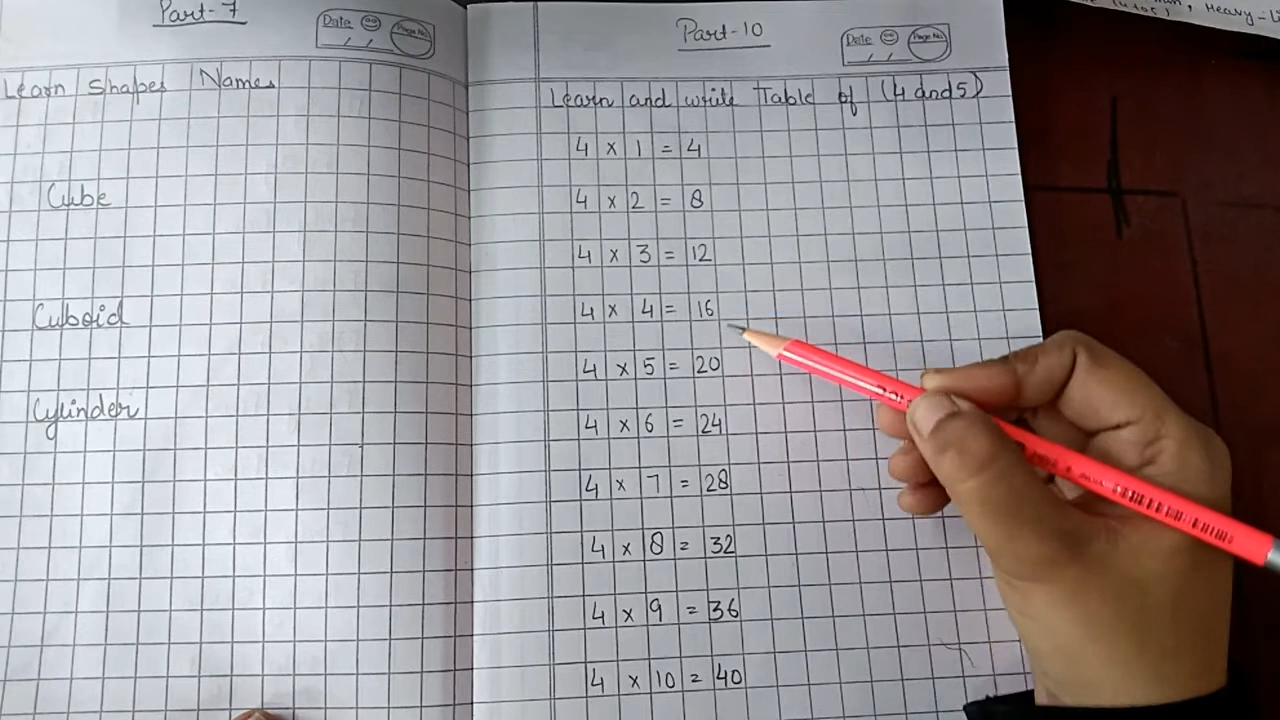 Part-7
Date
Page No.
Learn Shapes Names
Cube
Cuboid
Cylinder
Part-10
Date
Page No.
Learn and write Table of (4 and 5)
4 × 1 = 4
4 × 2 = 8
4 × 3 = 12
4 × 4 = 16
4 × 5 = 20
4 × 6 = 24
4 × 7 = 28
4 × 8 = 32
4 × 9 = 36
4 × 10 = 40
, Heavy-Li